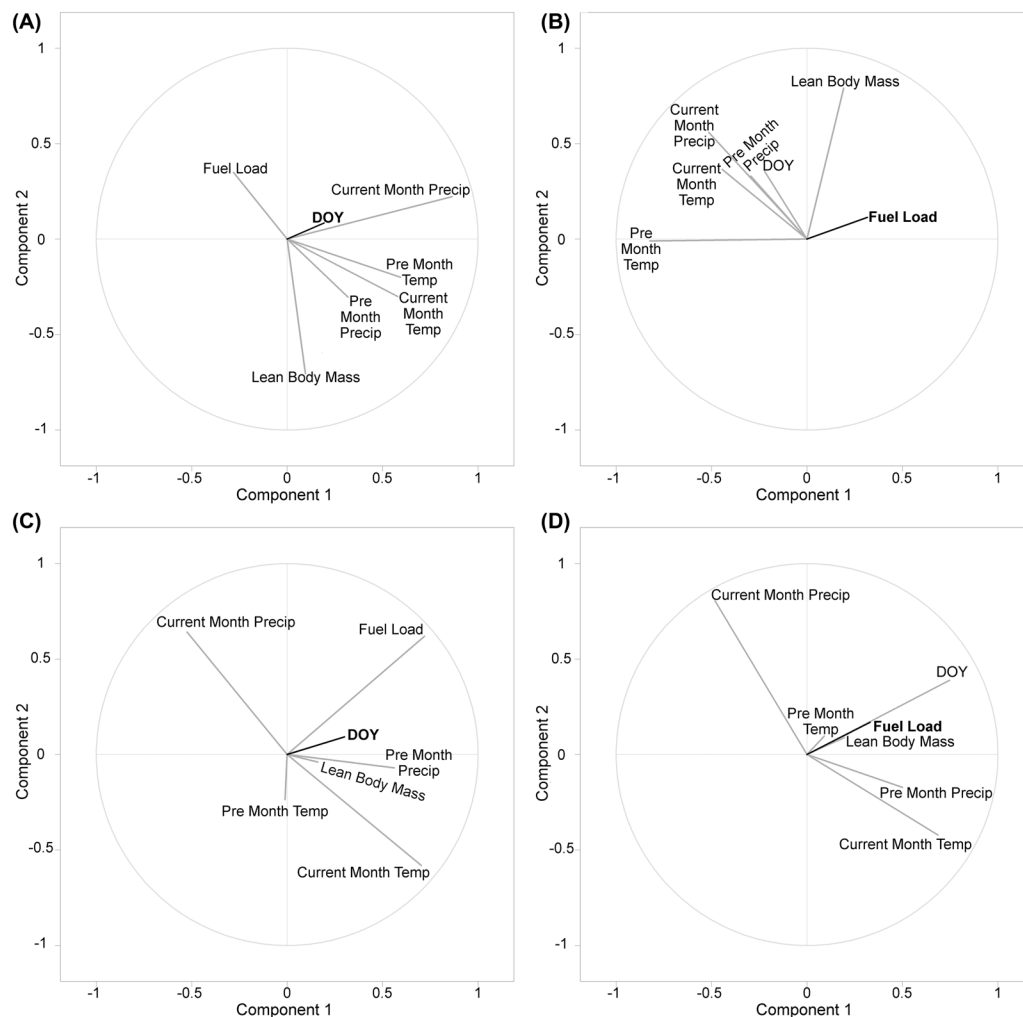 (A)
1
0.5
0
-0.5
-1
Component 2
Fuel Load
Current Month Precip
DOY
Pre Month
Temp
Current
Month
Temp
Pre
Month
Precip
Lean Body Mass
-1
-0.5
0
0.5
1
Component 1
(B)
1
0.5
0
-0.5
-1
Component 2
Lean Body Mass
Current
Month
Precip
Pre Month
Precip
DOY
Current
Month
Temp
Fuel Load
Pre
Month
Temp
-1
-0.5
0
0.5
1
Component 1
(C)
1
0.5
0
-0.5
-1
Component 2
Current Month Precip
Fuel Load
DOY
Pre Month
Precip
Lean Body Mass
Pre Month Temp
Current Month Temp
-1
-0.5
0
0.5
1
Component 1
(D)
1
0.5
0
-0.5
-1
Component 2
Current Month Precip
DOY
Pre Month
Temp
Fuel Load
Lean Body Mass
Pre Month Precip
Current Month Temp
-1
-0.5
0
0.5
1
Component 1